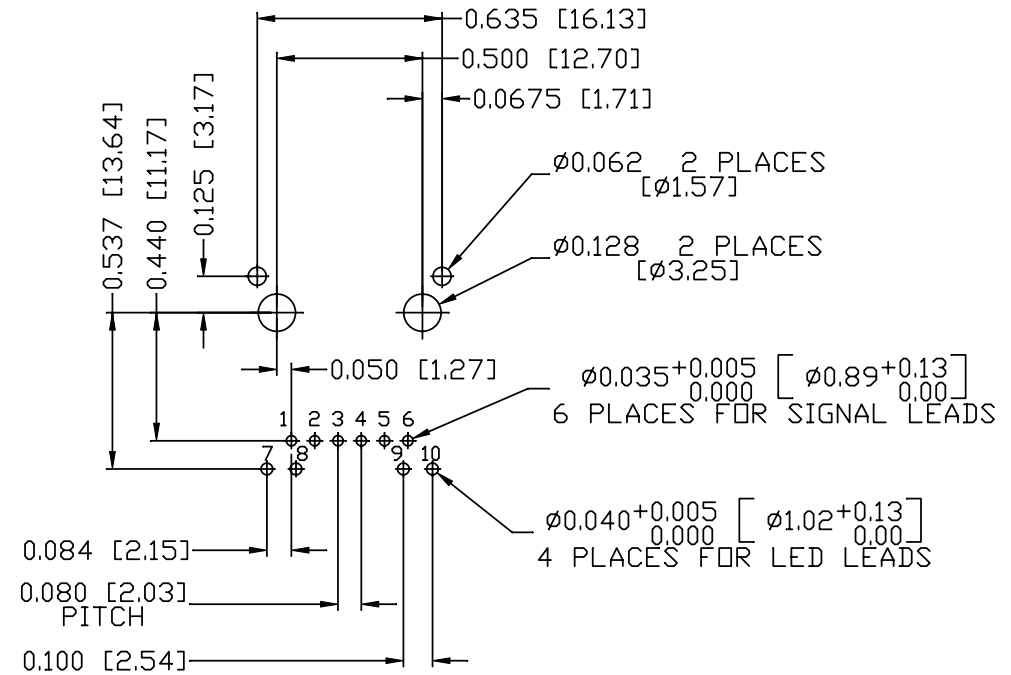 0.635 [16.13]
0.500 [12.70]
0.0675 [1.71]
0.537 [13.64]
0.440 [11.17]
0.125 [3.17]
Ø0.062 2 PLACES
[Ø1.57]
Ø0.128 2 PLACES
[Ø3.25]
0.050 [1.27]
Ø0.035+0.005 [Ø0.89+0.13]
0.000 0.00
6 PLACES FOR SIGNAL LEADS
1 2 3 4 5 6
7 8 9 10
Ø0.040+0.005 [Ø1.02+0.13]
0.000 0.00
4 PLACES FOR LED LEADS
0.084 [2.15]
0.080 [2.03]
PITCH
0.100 [2.54]